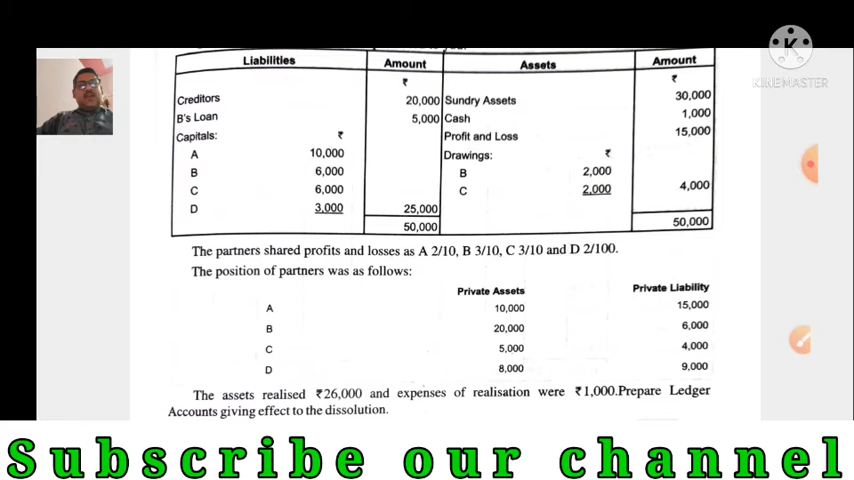 KINEMASTER
Liabilities Amount Assets Amount
₹ ₹
Creditors 20,000 Sundry Assets 30,000
B's Loan 5,000 Cash 1,000
Capitals: ₹ Profit and Loss 15,000
A 10,000 Drawings: ₹
B 6,000 B 2,000
C 6,000 C 2,000 4,000
D 3,000 25,000
50,000 50,000
The partners shared profits and losses as A 2/10, B 3/10, C 3/10 and D 2/100.
The position of partners was as follows:
Private Assets Private Liability
A 10,000 15,000
B 20,000 6,000
C 5,000 4,000
D 8,000 9,000
The assets realised ₹26,000 and expenses of realisation were ₹1,000.Prepare Ledger
Accounts giving effect to the dissolution.
Subscribe our channel